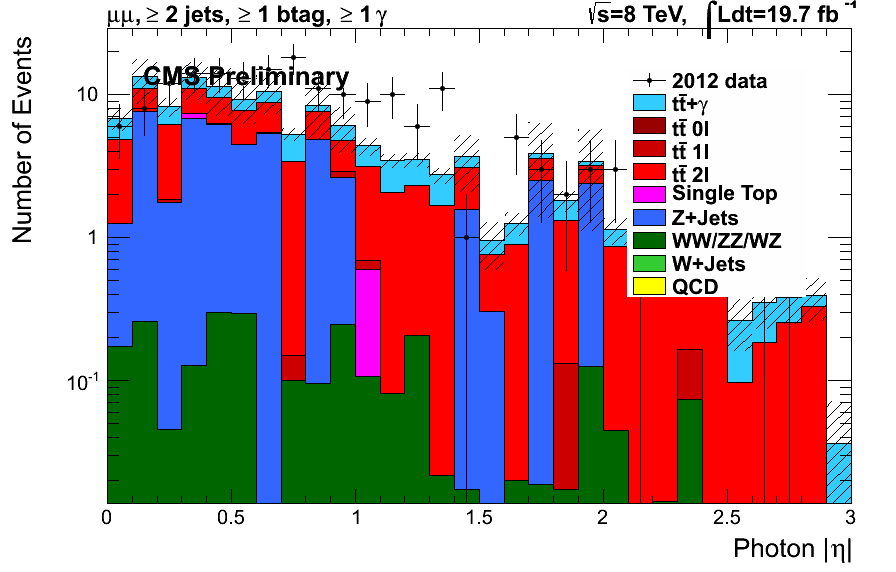 μμ, ≥ 2 jets, ≥ 1 btag, ≥ 1 γ
√s=8 TeV, ∫Ldt=19.7 fb⁻¹
CMS Preliminary
Number of Events
10
1
10⁻¹
2012 data
tt̄+γ
tt̄ 0l
tt̄ 1l
tt̄ 2l
Single Top
Z+Jets
WW/ZZ/WZ
W+Jets
QCD
0 0.5 1 1.5 2 2.5 3
Photon |η|